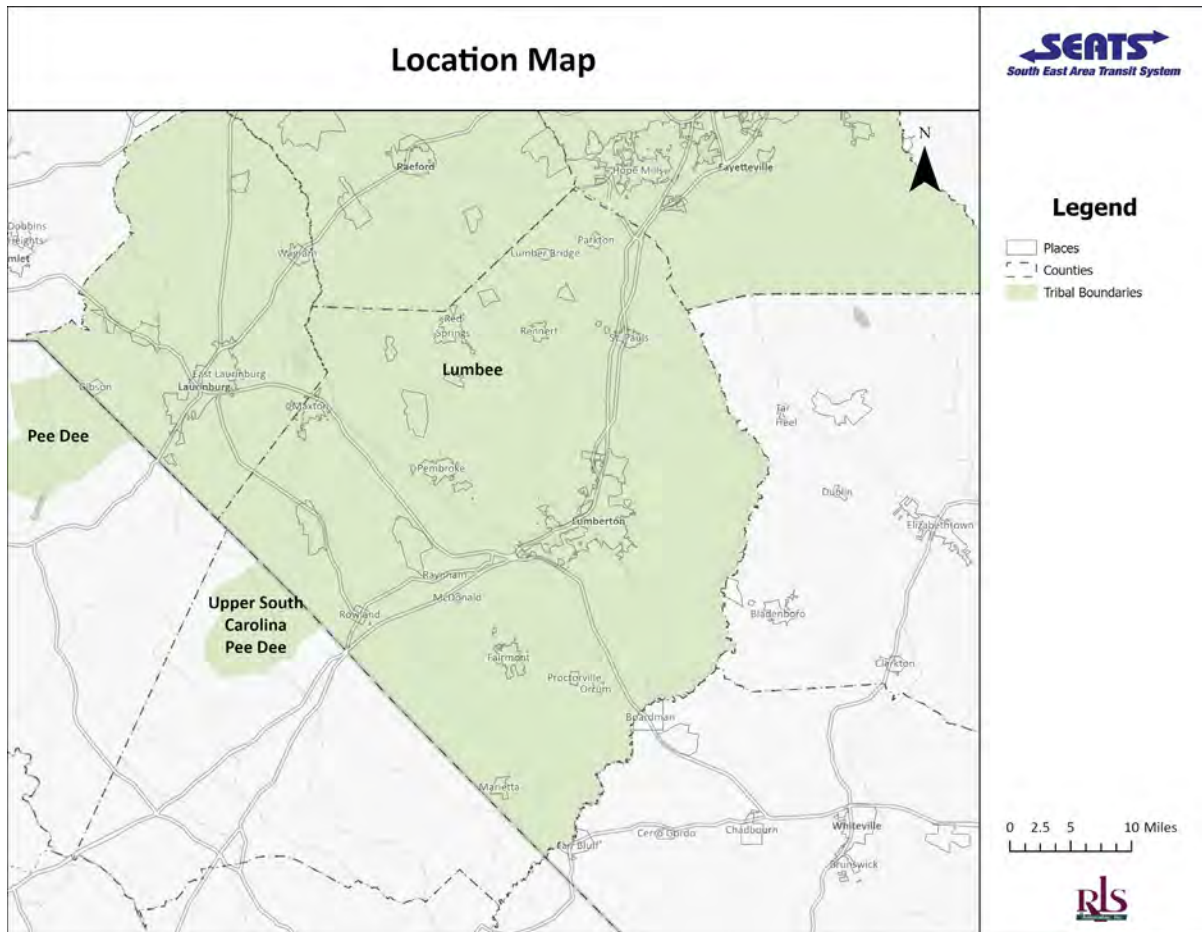 Location Map
SEATS
South East Area Transit System
N
Legend
Places
Counties
Tribal Boundaries
0 2.5 5 10 Miles
RLS
Raeford
Hope Mills
Fayetteville
Dobbins
Heights
mlet
Wagram
Lumber Bridge
Parkton
Red
Springs
Rennert
St. Pauls
Lumbee
East Laurinburg
Laurinburg
Gibson
Maxton
Tar
Heel
Pee Dee
Pembroke
Dublin
Lumberton
Elizabethtown
Raynham
McDonald
Rowland
Bladenboro
Upper South
Carolina
Pee Dee
Fairmont
Clarkton
Proctorville
Orrum
Boardman
Marietta
Cerro Gordo
Chadbourn
Whiteville
Fair Bluff
Brunswick